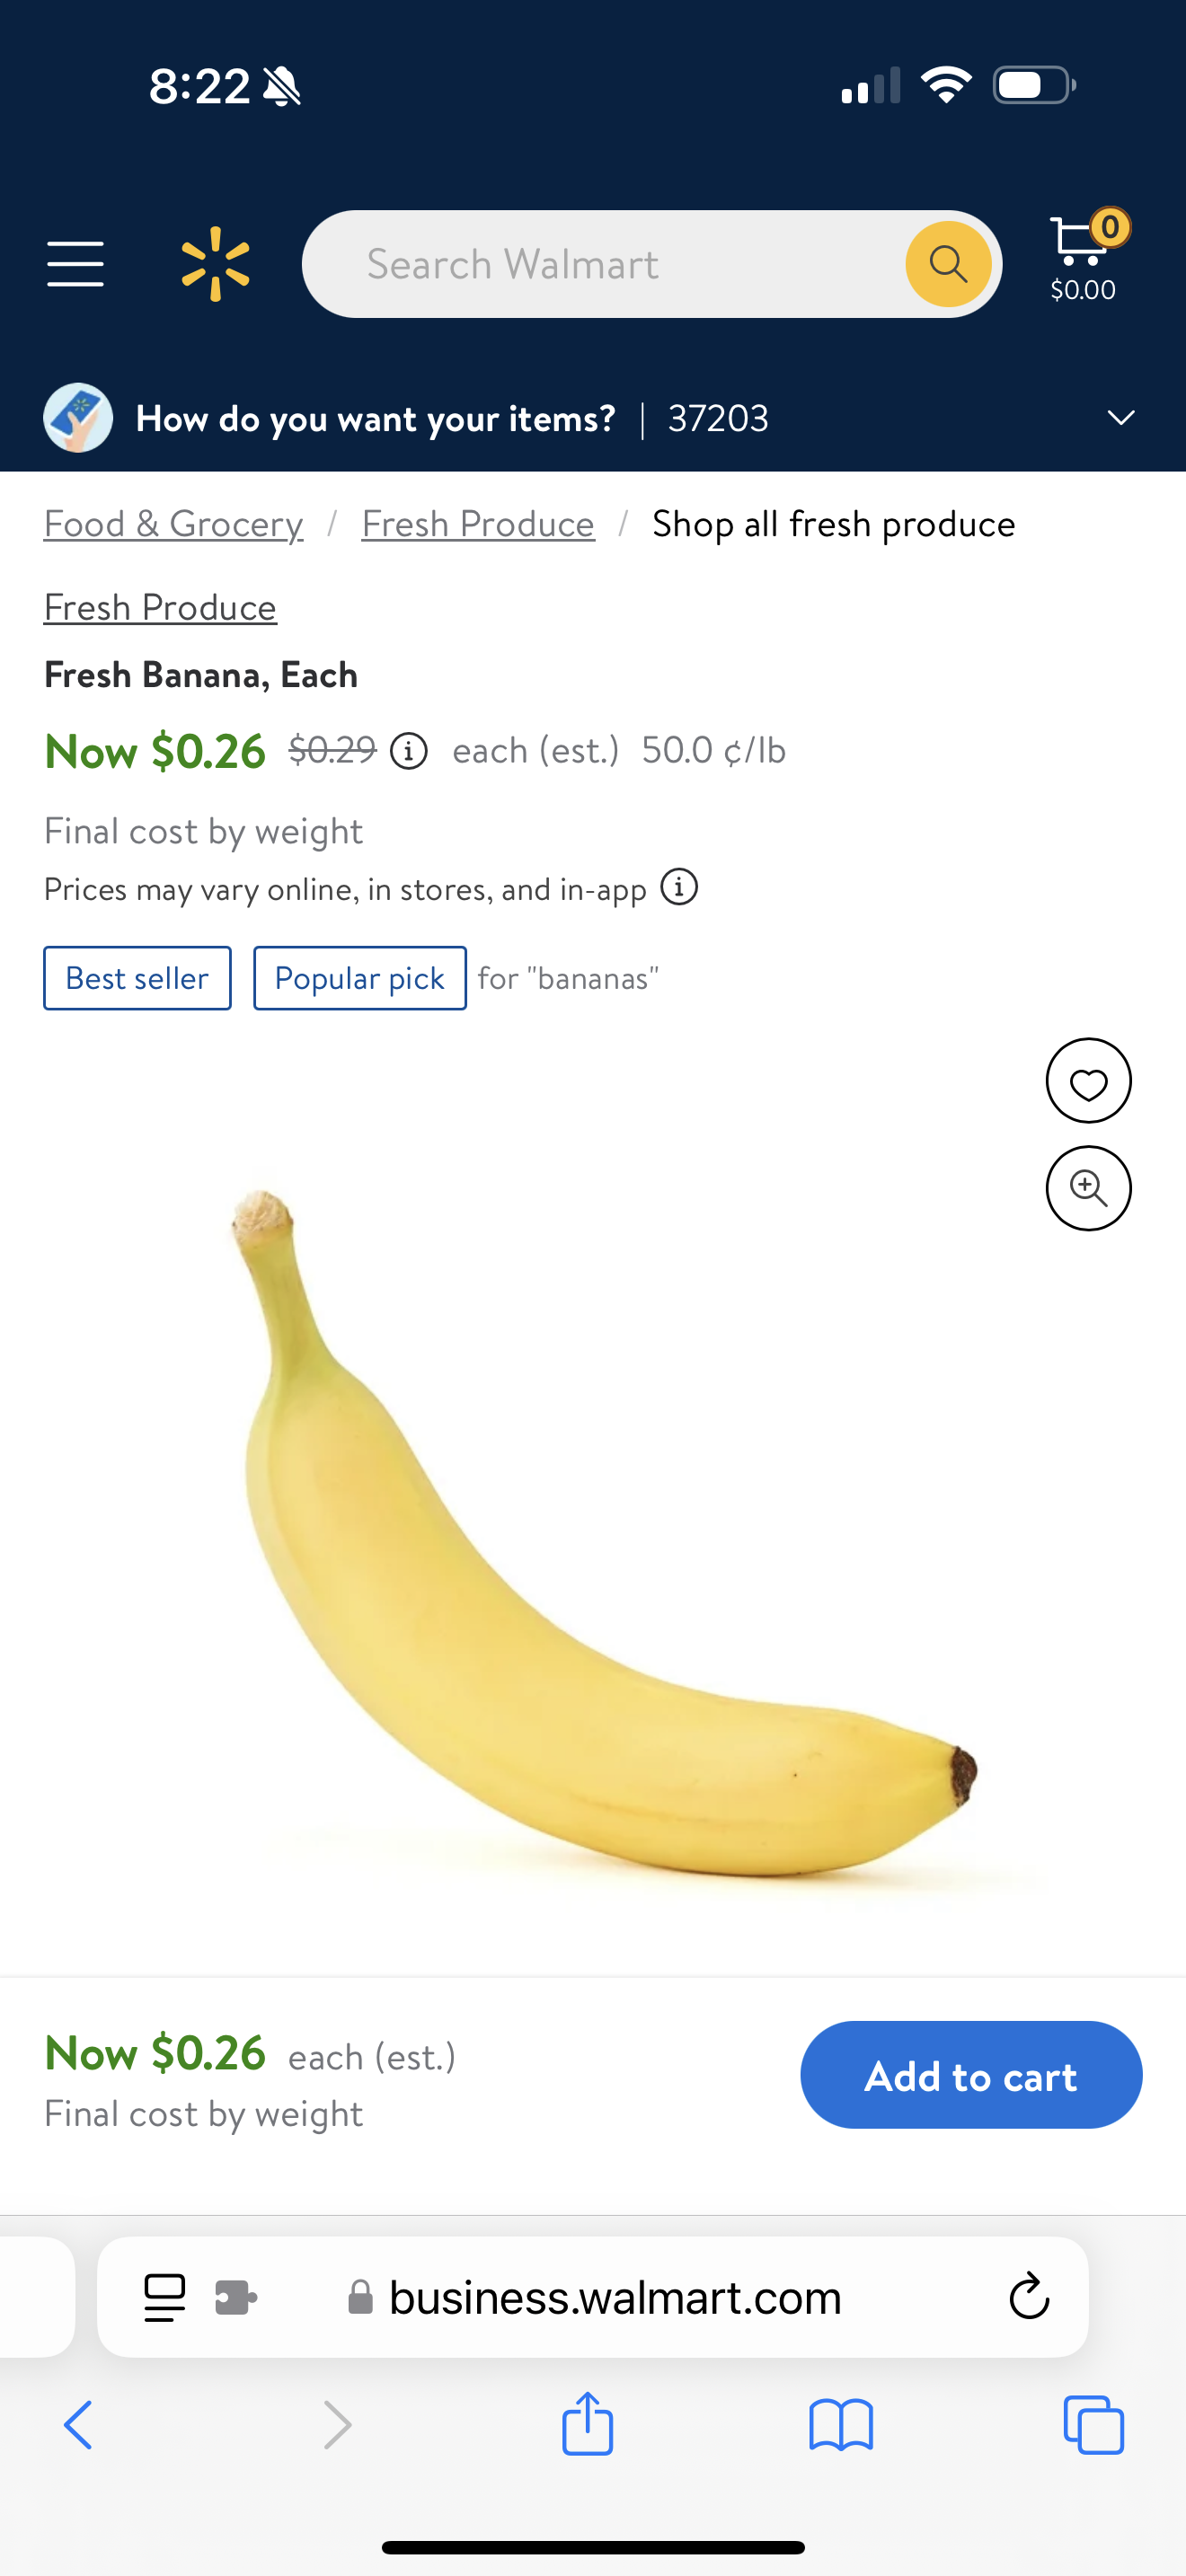 8:22
Search Walmart
0
$0.00
How do you want your items? | 37203
Food & Grocery / Fresh Produce / Shop all fresh produce
Fresh Produce
Fresh Banana, Each
Now $0.26 $0.29 each (est.) 50.0 ¢/lb
Final cost by weight
Prices may vary online, in stores, and in-app
Best seller Popular pick for "bananas"
Now $0.26 each (est.)
Final cost by weight
Add to cart
business.walmart.com